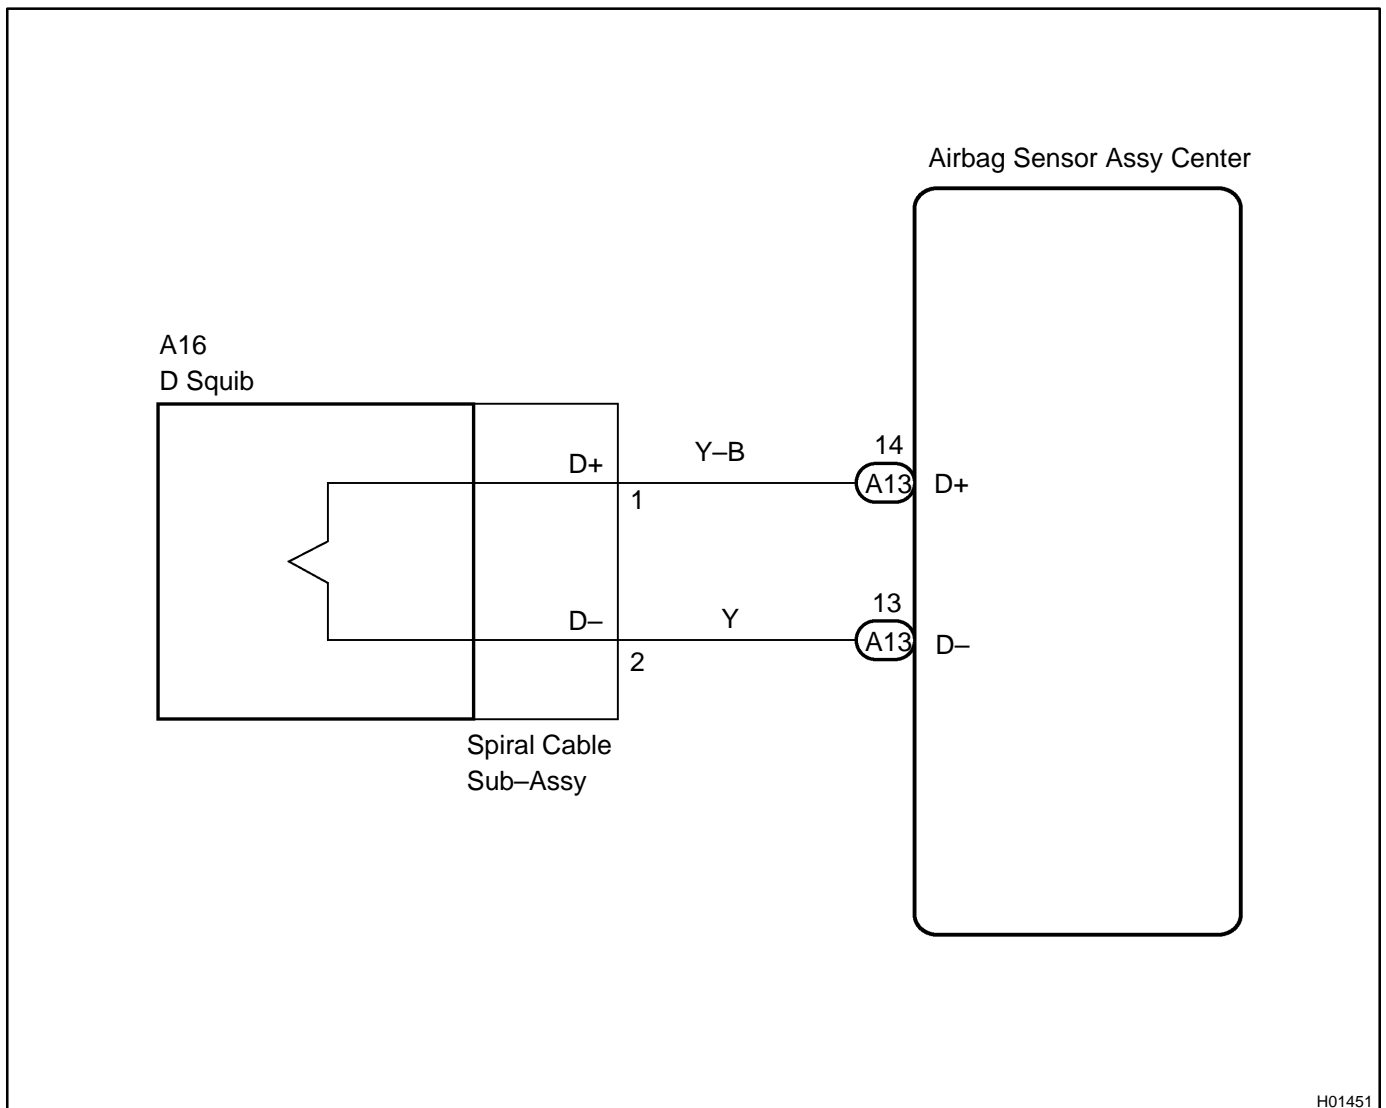 Airbag Sensor Assy Center
A16
D Squib
D+
1
Y–B
14
A13
D+
D–
2
Y
13
A13
D–
Spiral Cable
Sub–Assy
H01451